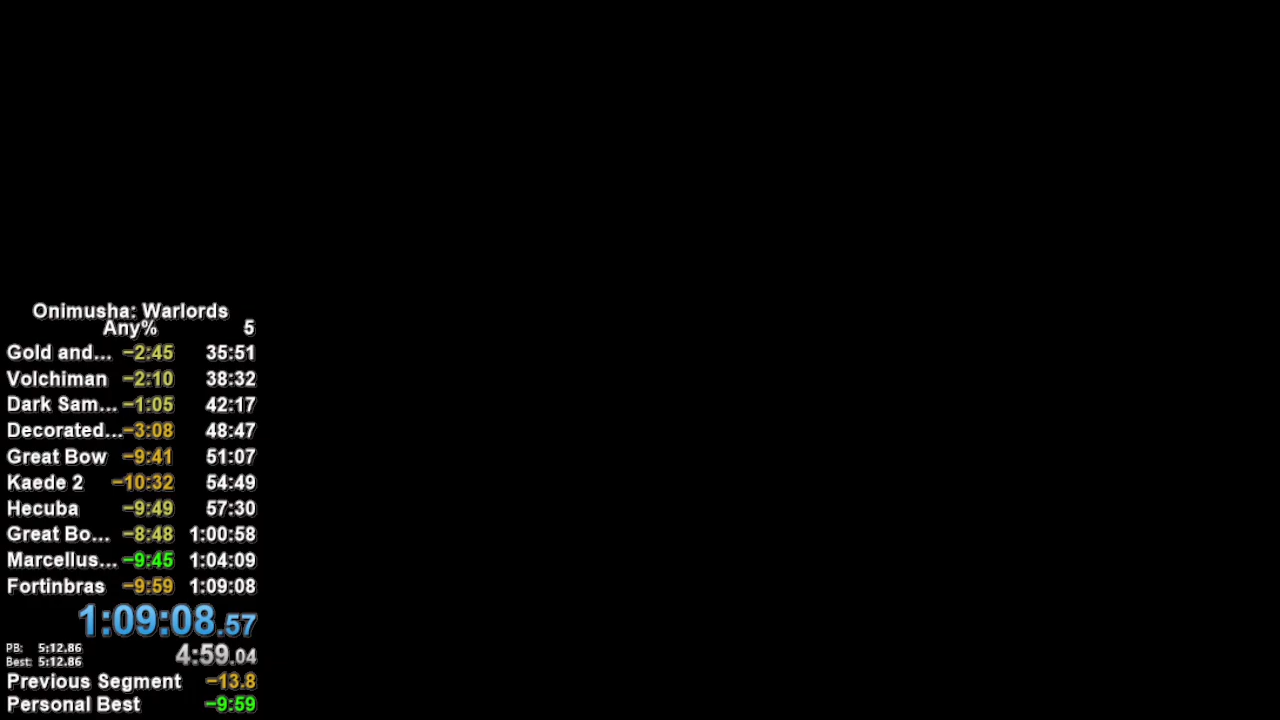 Onimusha: Warlords
Any% 5
Gold and... −2:45 35:51
Volchiman −2:10 38:32
Dark Sam... −1:05 42:17
Decorated... −3:08 48:47
Great Bow −9:41 51:07
Kaede 2 −10:32 54:49
Hecuba −9:49 57:30
Great Bo... −8:48 1:00:58
Marcellus... −9:45 1:04:09
Fortinbras −9:59 1:09:08
1:09:08.57
PB: 5:12.86 4:59.04
Best: 5:12.86
Previous Segment −13.8
Personal Best −9:59